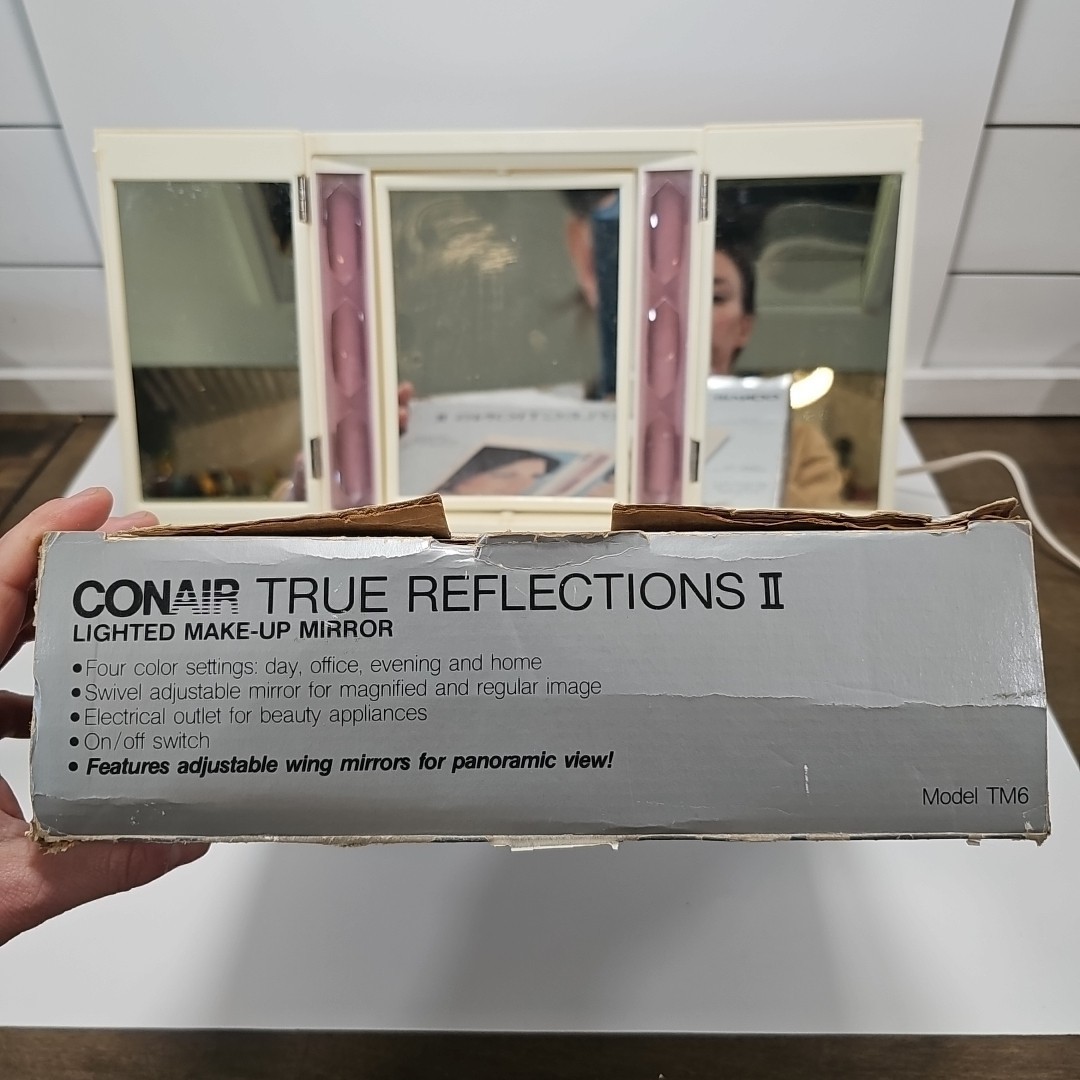 CONAIR TRUE REFLECTIONS II
LIGHTED MAKE-UP MIRROR
• Four color settings: day, office, evening and home
• Swivel adjustable mirror for magnified and regular image
• Electrical outlet for beauty appliances
• On/off switch
• Features adjustable wing mirrors for panoramic view!
Model TM6